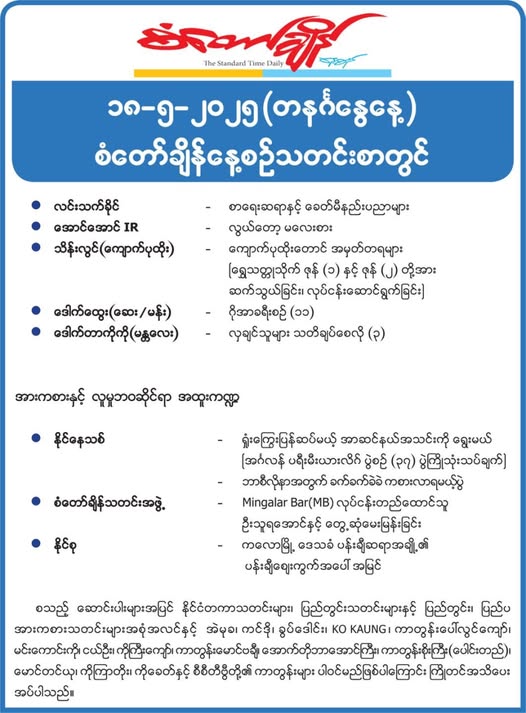 စံတော်ချိန်
The Standard Time Daily
နေ့စဉ်
၁၈-၅-၂၀၂၅(တနင်္ဂနွေနေ့)
စံတော်ချိန်နေ့စဉ်သတင်းစာတွင်
လင်းသက်ခိုင် - စာရေးဆရာနှင့် ခေတ်မီနည်းပညာများ
အောင်အောင် IR - လွယ်တော့ မလေးစား
သိန်းလွင်(ကျောက်ပုထိုး) - ကျောက်ပုထိုးတောင် အမှတ်တရများ
[ရွှေသတ္တုသိုက် ဇုန် (၁) နှင့် ဇုန် (၂) တို့အား
ဆက်သွယ်ခြင်း၊ လုပ်ငန်းဆောင်ရွက်ခြင်း]
ဒေါက်ထွေး(ဆေး/မန်း) - ဂိုအာခရီးစဉ် (၁၁)
ဒေါက်တာကိုကို(မန္တလေး) - လှချင်သူများ သတိချပ်စေလို (၃)
အားကစားနှင့် လူမှုဘဝဆိုင်ရာ အထူးကဏ္ဍ
နိုင်နေသစ် - ရှုံးကြွေးပြန်ဆပ်မယ့် အာဆင်နယ်အသင်းကို ရွေးမယ်
[အင်္ဂလန် ပရီးမီးယားလိဂ် ပွဲစဉ် (၃၇) ပွဲကြိုသုံးသပ်ချက်]
- ဘာစီလိုနာအတွက် ခက်ခက်ခဲခဲ ကစားလာရမယ့်ပွဲ
စံတော်ချိန်သတင်းအဖွဲ့ - Mingalar Bar(MB) လုပ်ငန်းတည်ထောင်သူ
ဦးသူရအောင်နှင့် တွေ့ဆုံမေးမြန်းခြင်း
နိုင်စု - ကလောမြို့ ဒေသခံ ပန်းချီဆရာအချို့၏
ပန်းချီဈေးကွက်အပေါ် အမြင်
စသည့် ဆောင်းပါးများအပြင် နိုင်ငံတကာသတင်းများ၊ ပြည်တွင်းသတင်းများနှင့် ပြည်တွင်း၊ ပြည်ပ
အားကစားသတင်းများအစုံအလင်နှင့် အဲမုခ၊ ကင်ဒို၊ ခွပ်ဒေါင်း၊ KO KAUNG၊ ကာတွန်းပေါ်လွင်ကျော်၊
မင်းကောင်းကို၊ ငယ်ဦး၊ ကိုကြီးကျော်၊ ကာတွန်းမောင်ဗချီ၊ အောက်တိုဘာအောင်ကြီး၊ ကာတွန်းစိုးကြီး(ပေါင်းတည်)၊
မောင်တင်ယု၊ ကိုကြာတိုး၊ ကိုခေတ်နှင့် စီစီတီဗွီတို့၏ ကာတွန်းများ ပါဝင်မည်ဖြစ်ပါကြောင်း ကြိုတင်အသိပေး
အပ်ပါသည်။